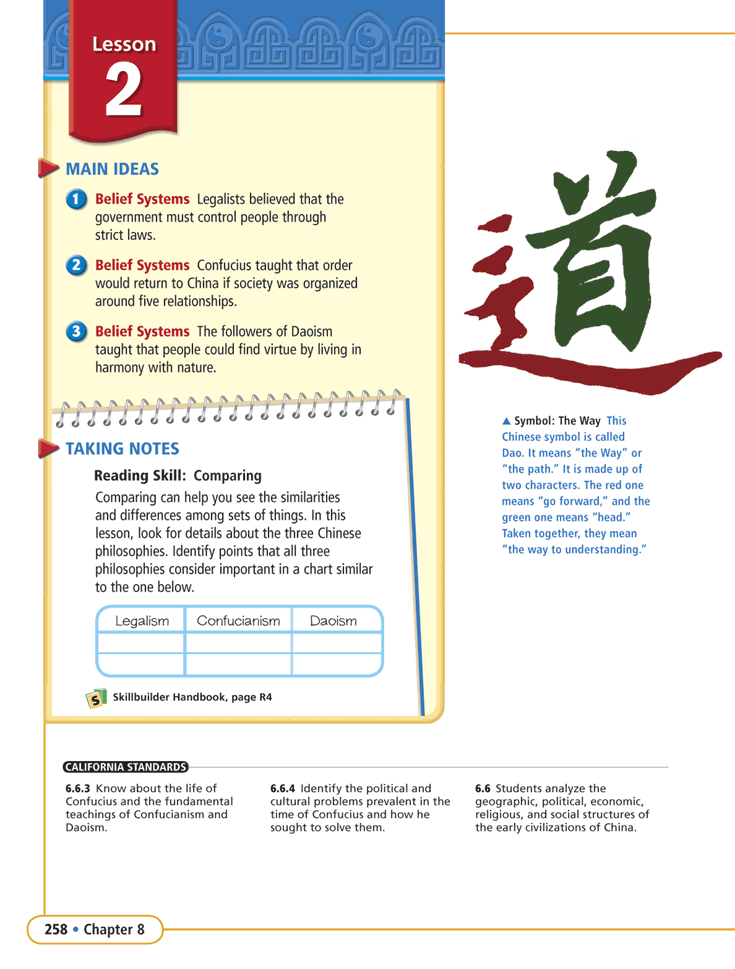 Lesson
2
MAIN IDEAS
1 Belief Systems Legalists believed that the
government must control people through
strict laws.
2 Belief Systems Confucius taught that order
would return to China if society was organized
around five relationships.
3 Belief Systems The followers of Daoism
taught that people could find virtue by living in
harmony with nature.
TAKING NOTES
Reading Skill: Comparing
Comparing can help you see the similarities
and differences among sets of things. In this
lesson, look for details about the three Chinese
philosophies. Identify points that all three
philosophies consider important in a chart similar
to the one below.
Legalism Confucianism Daoism
S Skillbuilder Handbook, page R4
道
▲ Symbol: The Way This
Chinese symbol is called
Dao. It means “the Way” or
“the path.” It is made up of
two characters. The red one
means “go forward,” and the
green one means “head.”
Taken together, they mean
“the way to understanding.”
CALIFORNIA STANDARDS
6.6.3 Know about the life of
Confucius and the fundamental
teachings of Confucianism and
Daoism.
6.6.4 Identify the political and
cultural problems prevalent in the
time of Confucius and how he
sought to solve them.
6.6 Students analyze the
geographic, political, economic,
religious, and social structures of
the early civilizations of China.
258 • Chapter 8